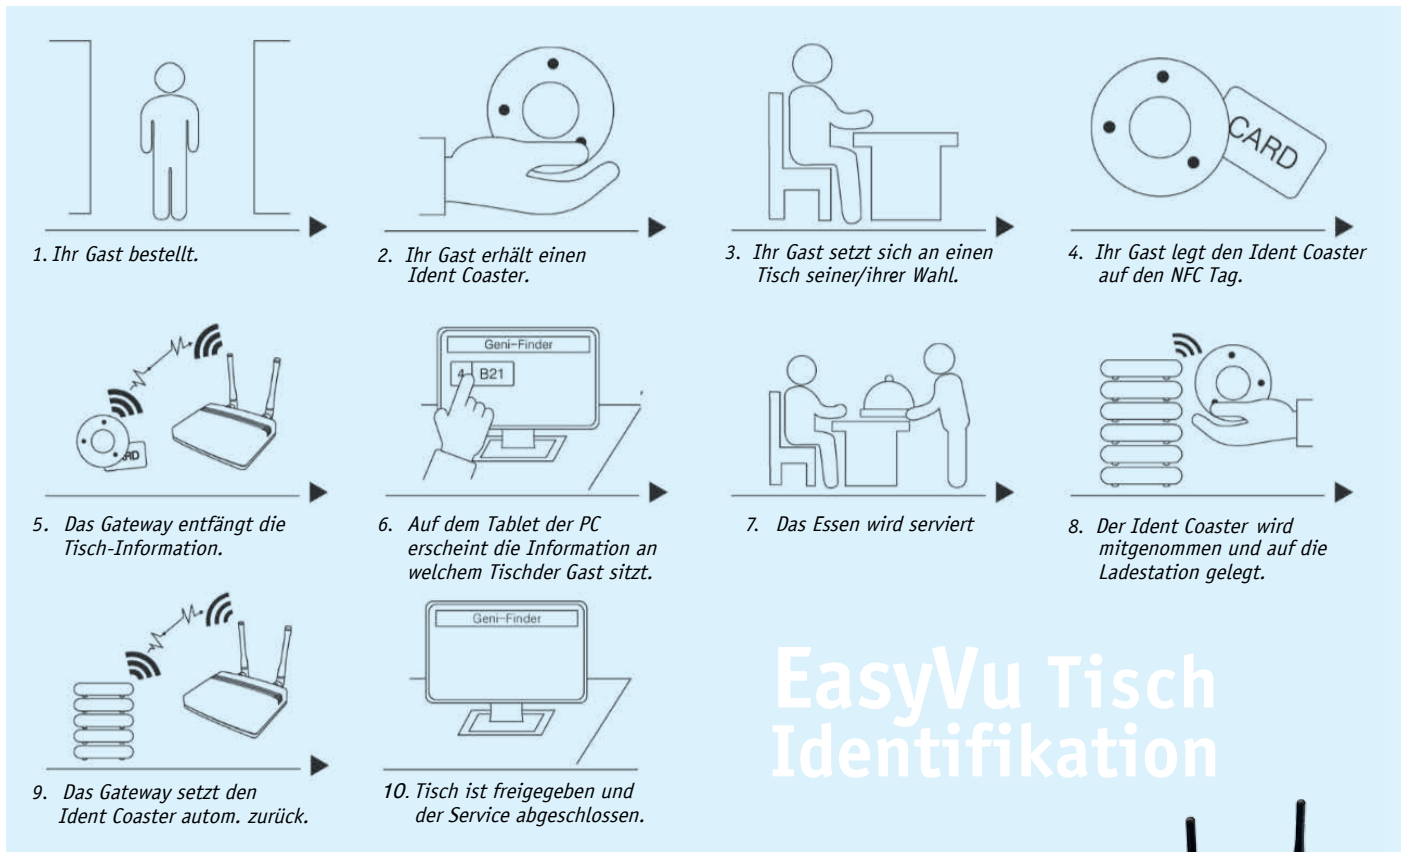 1. Ihr Gast bestellt.
2. Ihr Gast erhält einen
Ident Coaster.
3. Ihr Gast setzt sich an einen
Tisch seiner/ihrer Wahl.
CARD
4. Ihr Gast legt den Ident Coaster
auf den NFC Tag.
RD
5. Das Gateway entfängt die
Tisch-Information.
Geni-Finder
4 B21
6. Auf dem Tablet der PC
erscheint die Information an
welchem Tischder Gast sitzt.
7. Das Essen wird serviert
8. Der Ident Coaster wird
mitgenommen und auf die
Ladestation gelegt.
9. Das Gateway setzt den
Ident Coaster autom. zurück.
Geni-Finder
10. Tisch ist freigegeben und
der Service abgeschlossen.
EasyVu Tisch
Identifikation